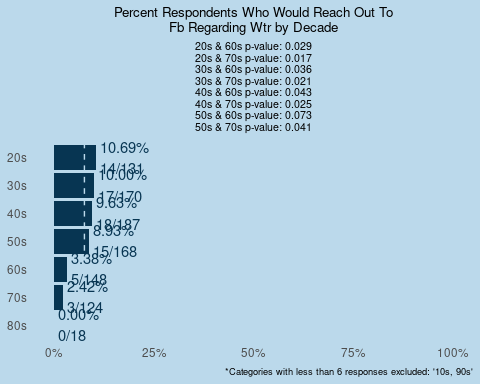 Percent Respondents Who Would Reach Out To
Fb Regarding Wtr by Decade
20s & 60s p-value: 0.029
20s & 70s p-value: 0.017
30s & 60s p-value: 0.036
30s & 70s p-value: 0.021
40s & 60s p-value: 0.043
40s & 70s p-value: 0.025
50s & 60s p-value: 0.073
50s & 70s p-value: 0.041
20s
10.69%
14/131
30s
10.00%
17/170
40s
9.63%
18/187
50s
8.93%
15/168
60s
3.38%
5/148
70s
2.42%
3/124
80s
0.00%
0/18
0% 25% 50% 75% 100%
*Categories with less than 6 responses excluded: '10s, 90s'